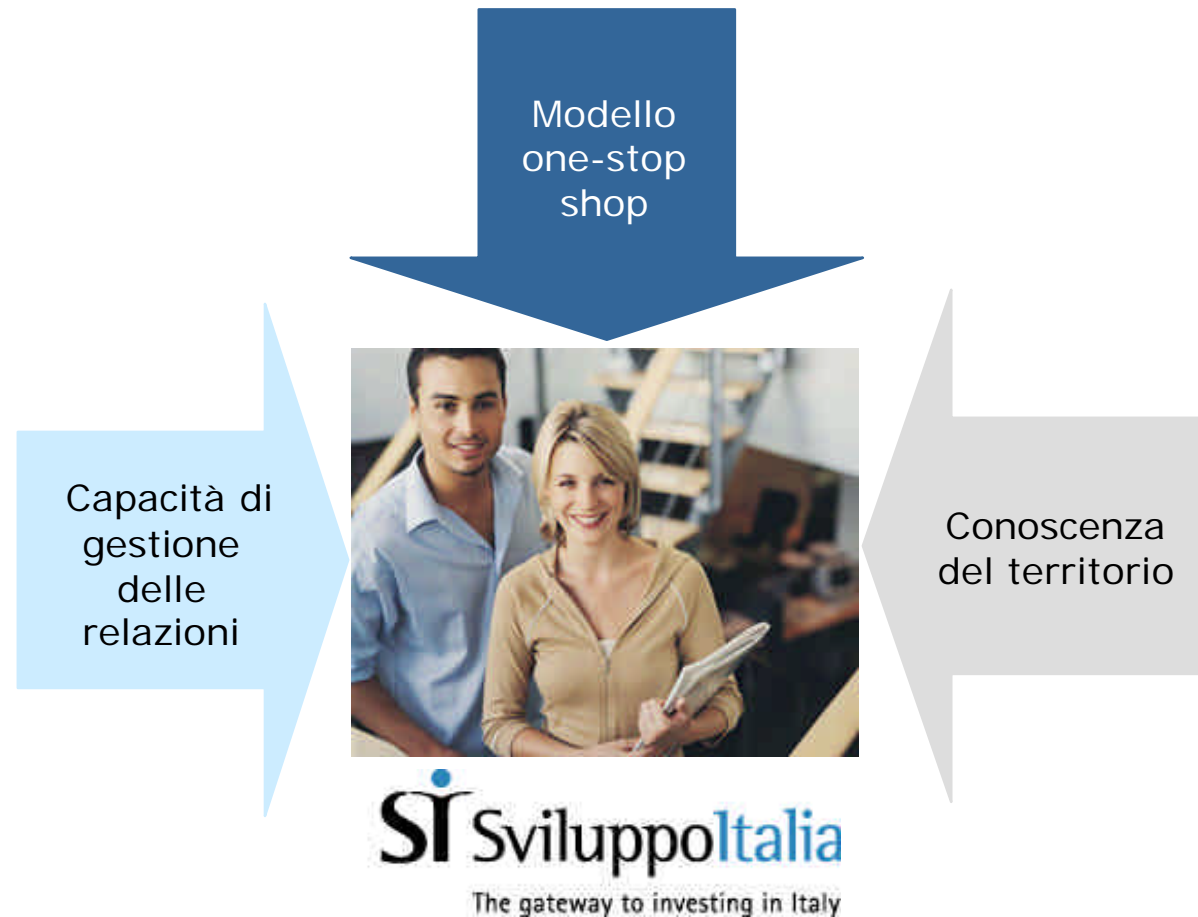 Modello
one-stop
shop
Capacità di
gestione
delle
relazioni
Conoscenza
del territorio
SI SviluppoItalia
The gateway to investing in Italy